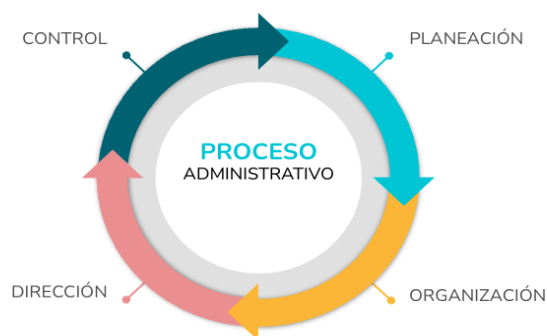 CONTROL
PLANEACIÓN
PROCESO
ADMINISTRATIVO
DIRECCIÓN
ORGANIZACIÓN